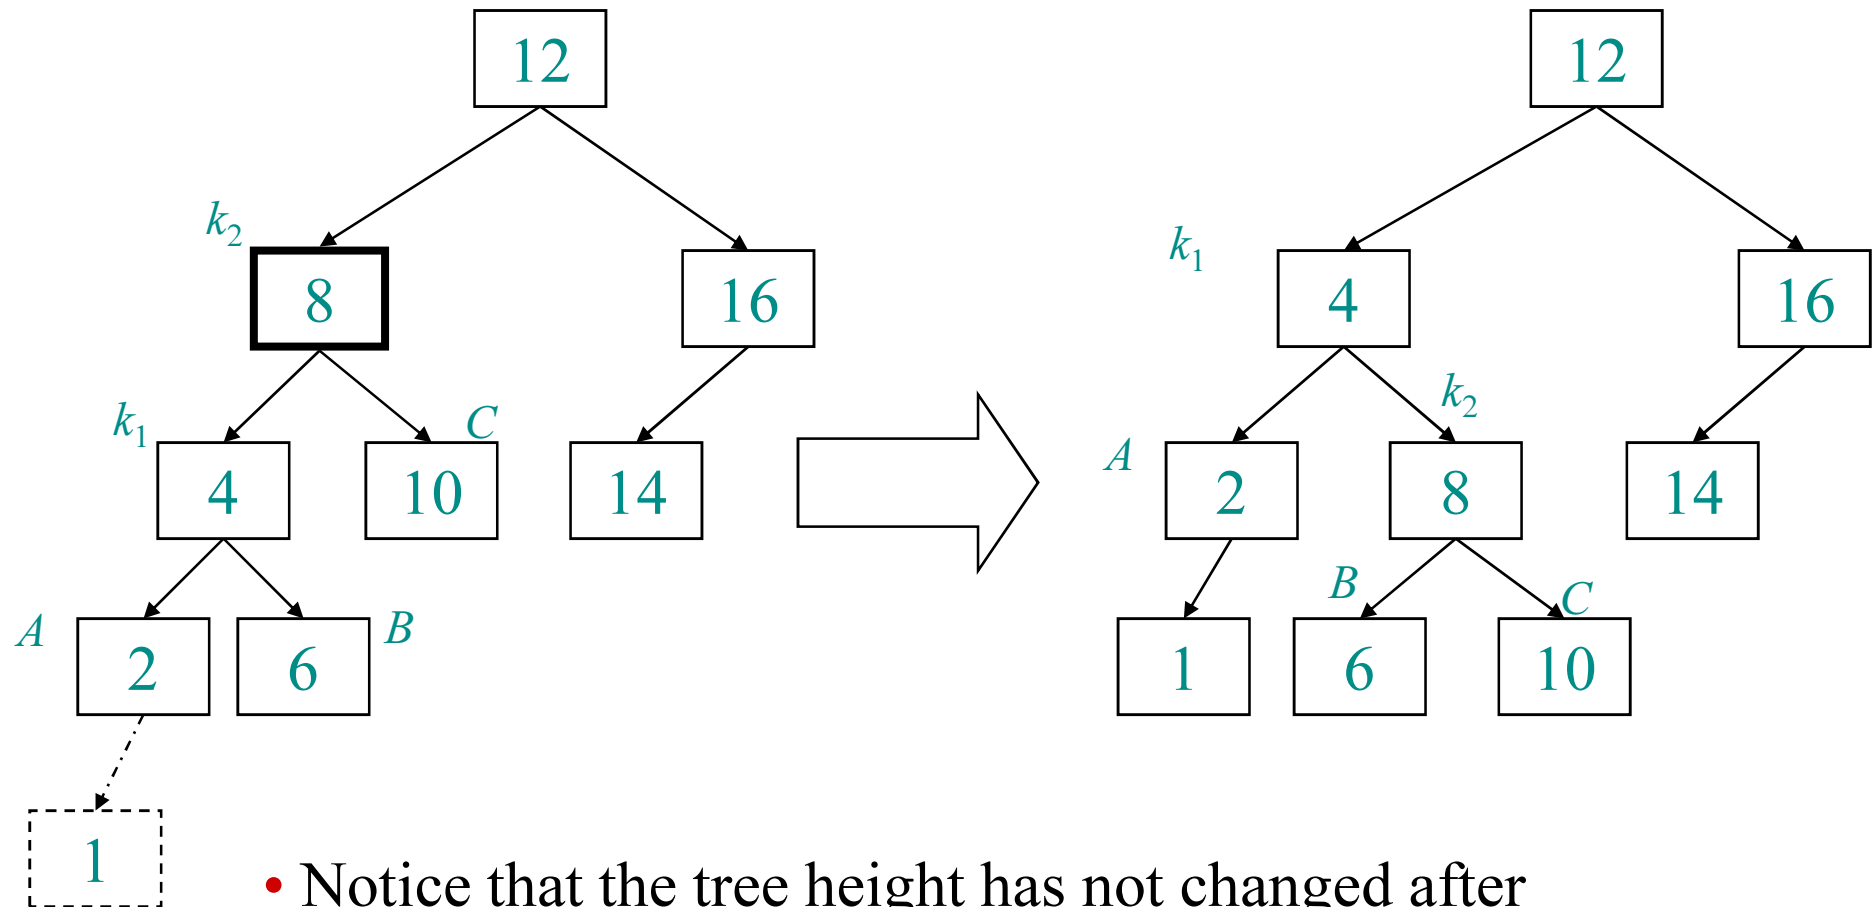 12 12
k2 k1
8 16 4 16
k1 C k2
4 10 14 A 2 8 14
A 2 6 B B C
1 6 10
1
• Notice that the tree height has not changed after